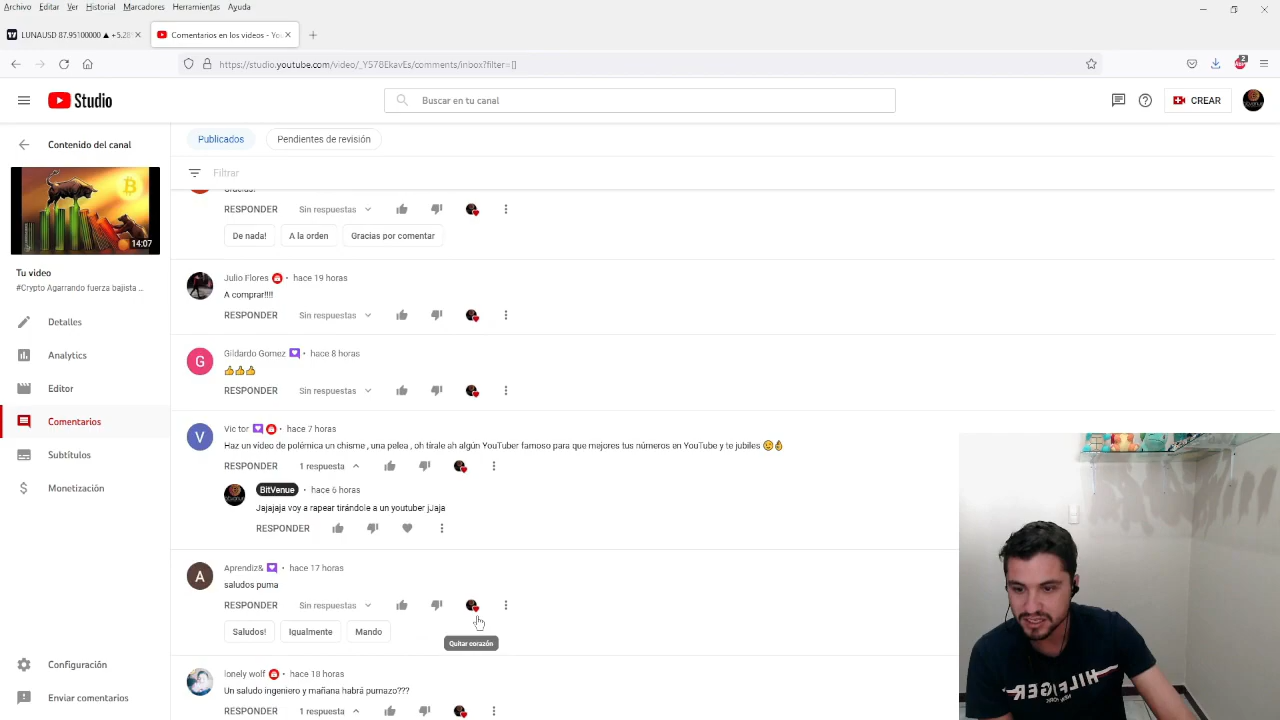 Archivo Editar Ver Historial Marcadores Herramientas Ayuda
LUNAUSD 87.95100000 ▲ +5.28
Comentarios en los videos - Yo
https://studio.youtube.com/video/_Y578EkavEs/comments/inbox?filter=[]
2
Studio
Buscar en tu canal
CREAR
Contenido del canal
14:07
Tu video
#Crypto Agarrando fuerza bajista ...
Detalles
Analytics
Editor
Comentarios
Subtítulos
Monetización
Configuración
Enviar comentarios
Publicados Pendientes de revisión
Filtrar
Gracias!
RESPONDER Sin respuestas
De nada! A la orden Gracias por comentar
Julio Flores • hace 19 horas
A comprar!!!!
RESPONDER Sin respuestas
G
Gildardo Gomez • hace 8 horas
👍👍👍
RESPONDER Sin respuestas
V
Vic tor • hace 7 horas
Haz un video de polémica un chisme , una pelea , oh tírale ah algún YouTuber famoso para que mejores tus números en YouTube y te jubiles
RESPONDER 1 respuesta
BitVenue • hace 6 horas
Jajajaja voy a rapear tirándole a un youtuber jJaja
RESPONDER
A
Aprendiz& • hace 17 horas
saludos puma
RESPONDER Sin respuestas
Saludos! Igualmente Mando
Quitar corazón
lonely wolf • hace 18 horas
Un saludo ingeniero y mañana habrá pumazo???
RESPONDER 1 respuesta
HILFIGER